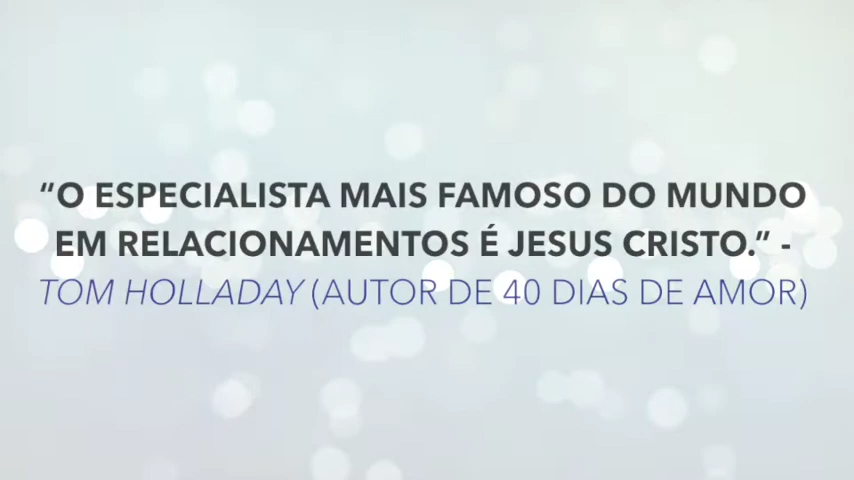 “O ESPECIALISTA MAIS FAMOSO DO MUNDO
EM RELACIONAMENTOS É JESUS CRISTO.” -
TOM HOLLADAY (AUTOR DE 40 DIAS DE AMOR)